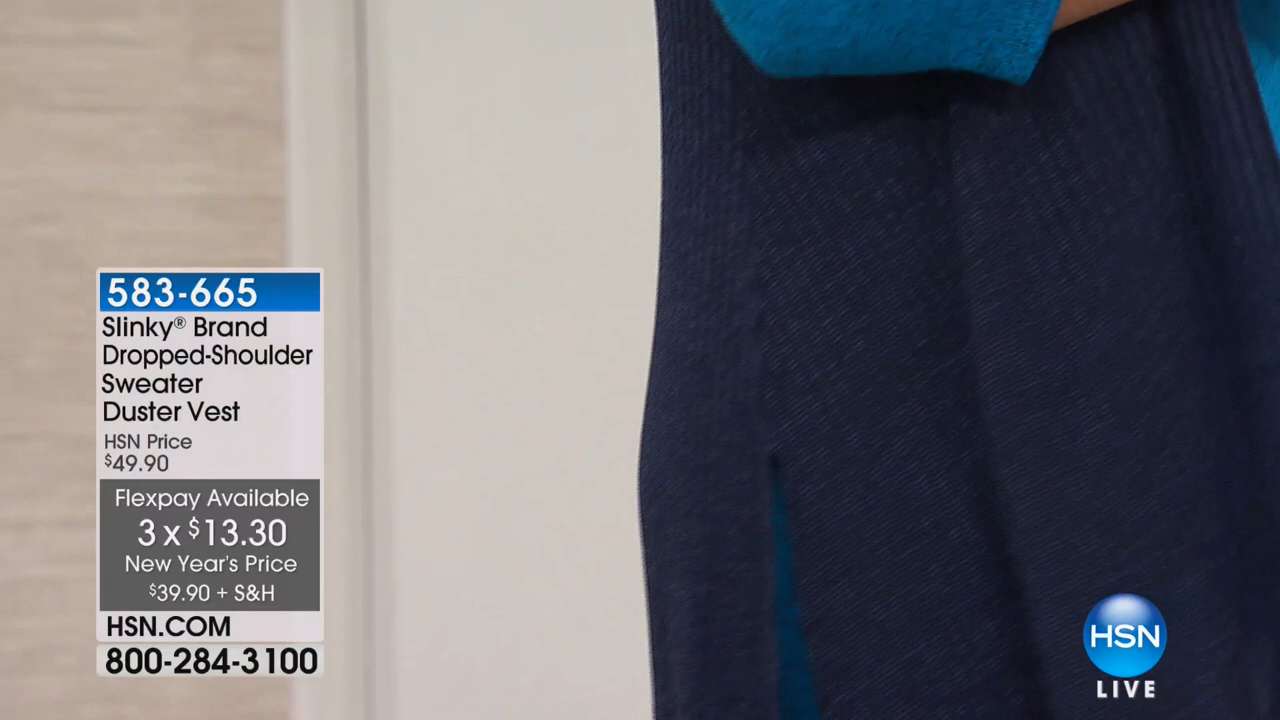 583-665
Slinky® Brand
Dropped-Shoulder
Sweater
Duster Vest
HSN Price
$49.90
Flexpay Available
3 x $13.30
New Year's Price
$39.90 + S&H
HSN.COM
800-284-3100
HSN
LIVE